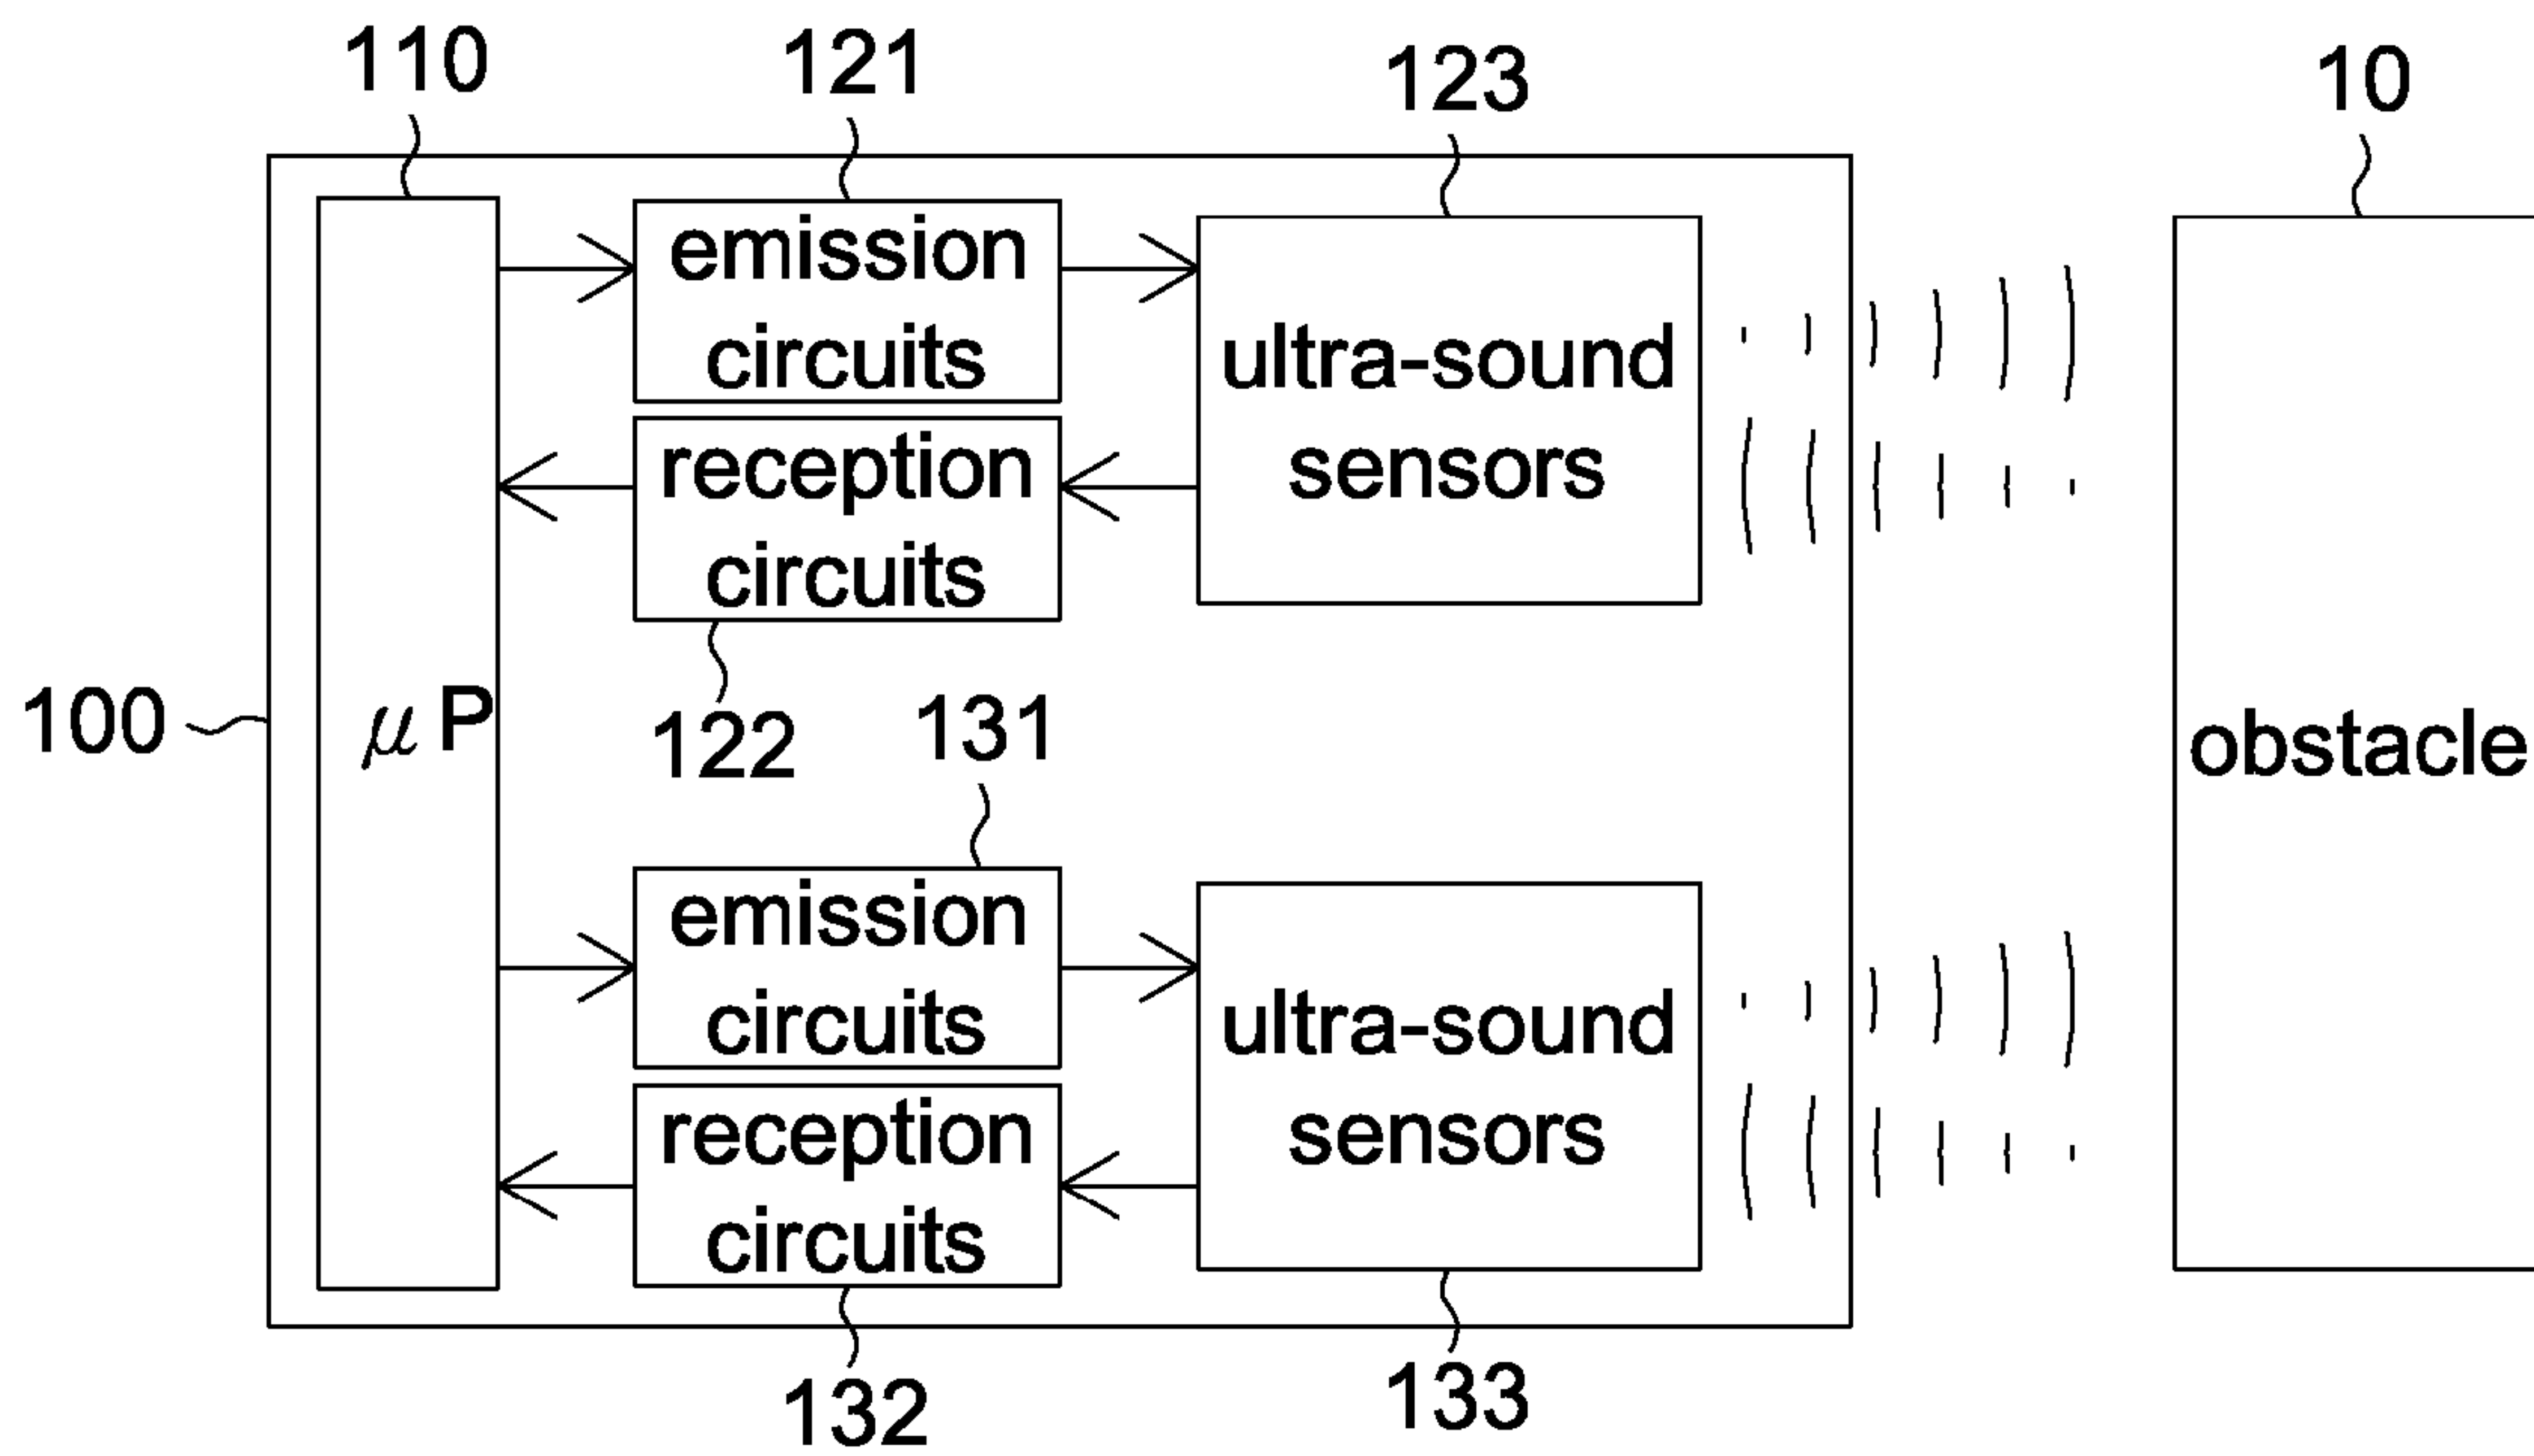 110
121
123
10
emission
circuits
ultra-sound
sensors
reception
circuits
100
μP
122
131
obstacle
emission
circuits
ultra-sound
sensors
reception
circuits
132
133